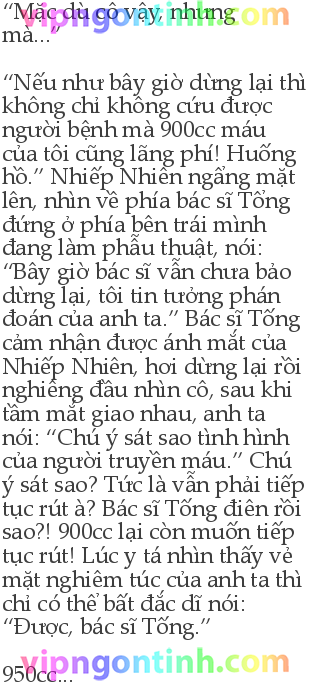 “Mặc dù cô vậy, nhưng
mà...”
vipngontinh.com
“Nếu như bây giờ dừng lại thì
không chỉ không cứu được
người bệnh mà 900cc máu
của tôi cũng lãng phí! Huống
hồ.” Nhiếp Nhiên ngẩng mặt
lên, nhìn về phía bác sĩ Tổng
đứng ở phía bên trái mình
đang làm phẫu thuật, nói:
“Bây giờ bác sĩ vẫn chưa bảo
dừng lại, tôi tin tưởng phán
đoán của anh ta.” Bác sĩ Tống
cảm nhận được ánh mắt của
Nhiếp Nhiên, hơi dừng lại rồi
nghiêng đầu nhìn cô, sau khi
tầm mắt giao nhau, anh ta
nói: “Chú ý sát sao tình hình
của người truyền máu.” Chú
ý sát sao? Tức là vẫn phải tiếp
tục rút à? Bác sĩ Tống điên rồi
sao?! 900cc lại còn muốn tiếp
tục rút! Lúc y tá nhìn thấy vẻ
mặt nghiêm túc của anh ta thì
chỉ có thể bất đắc dĩ nói:
“Được, bác sĩ Tống.”
vipngontinh.com
950cc...